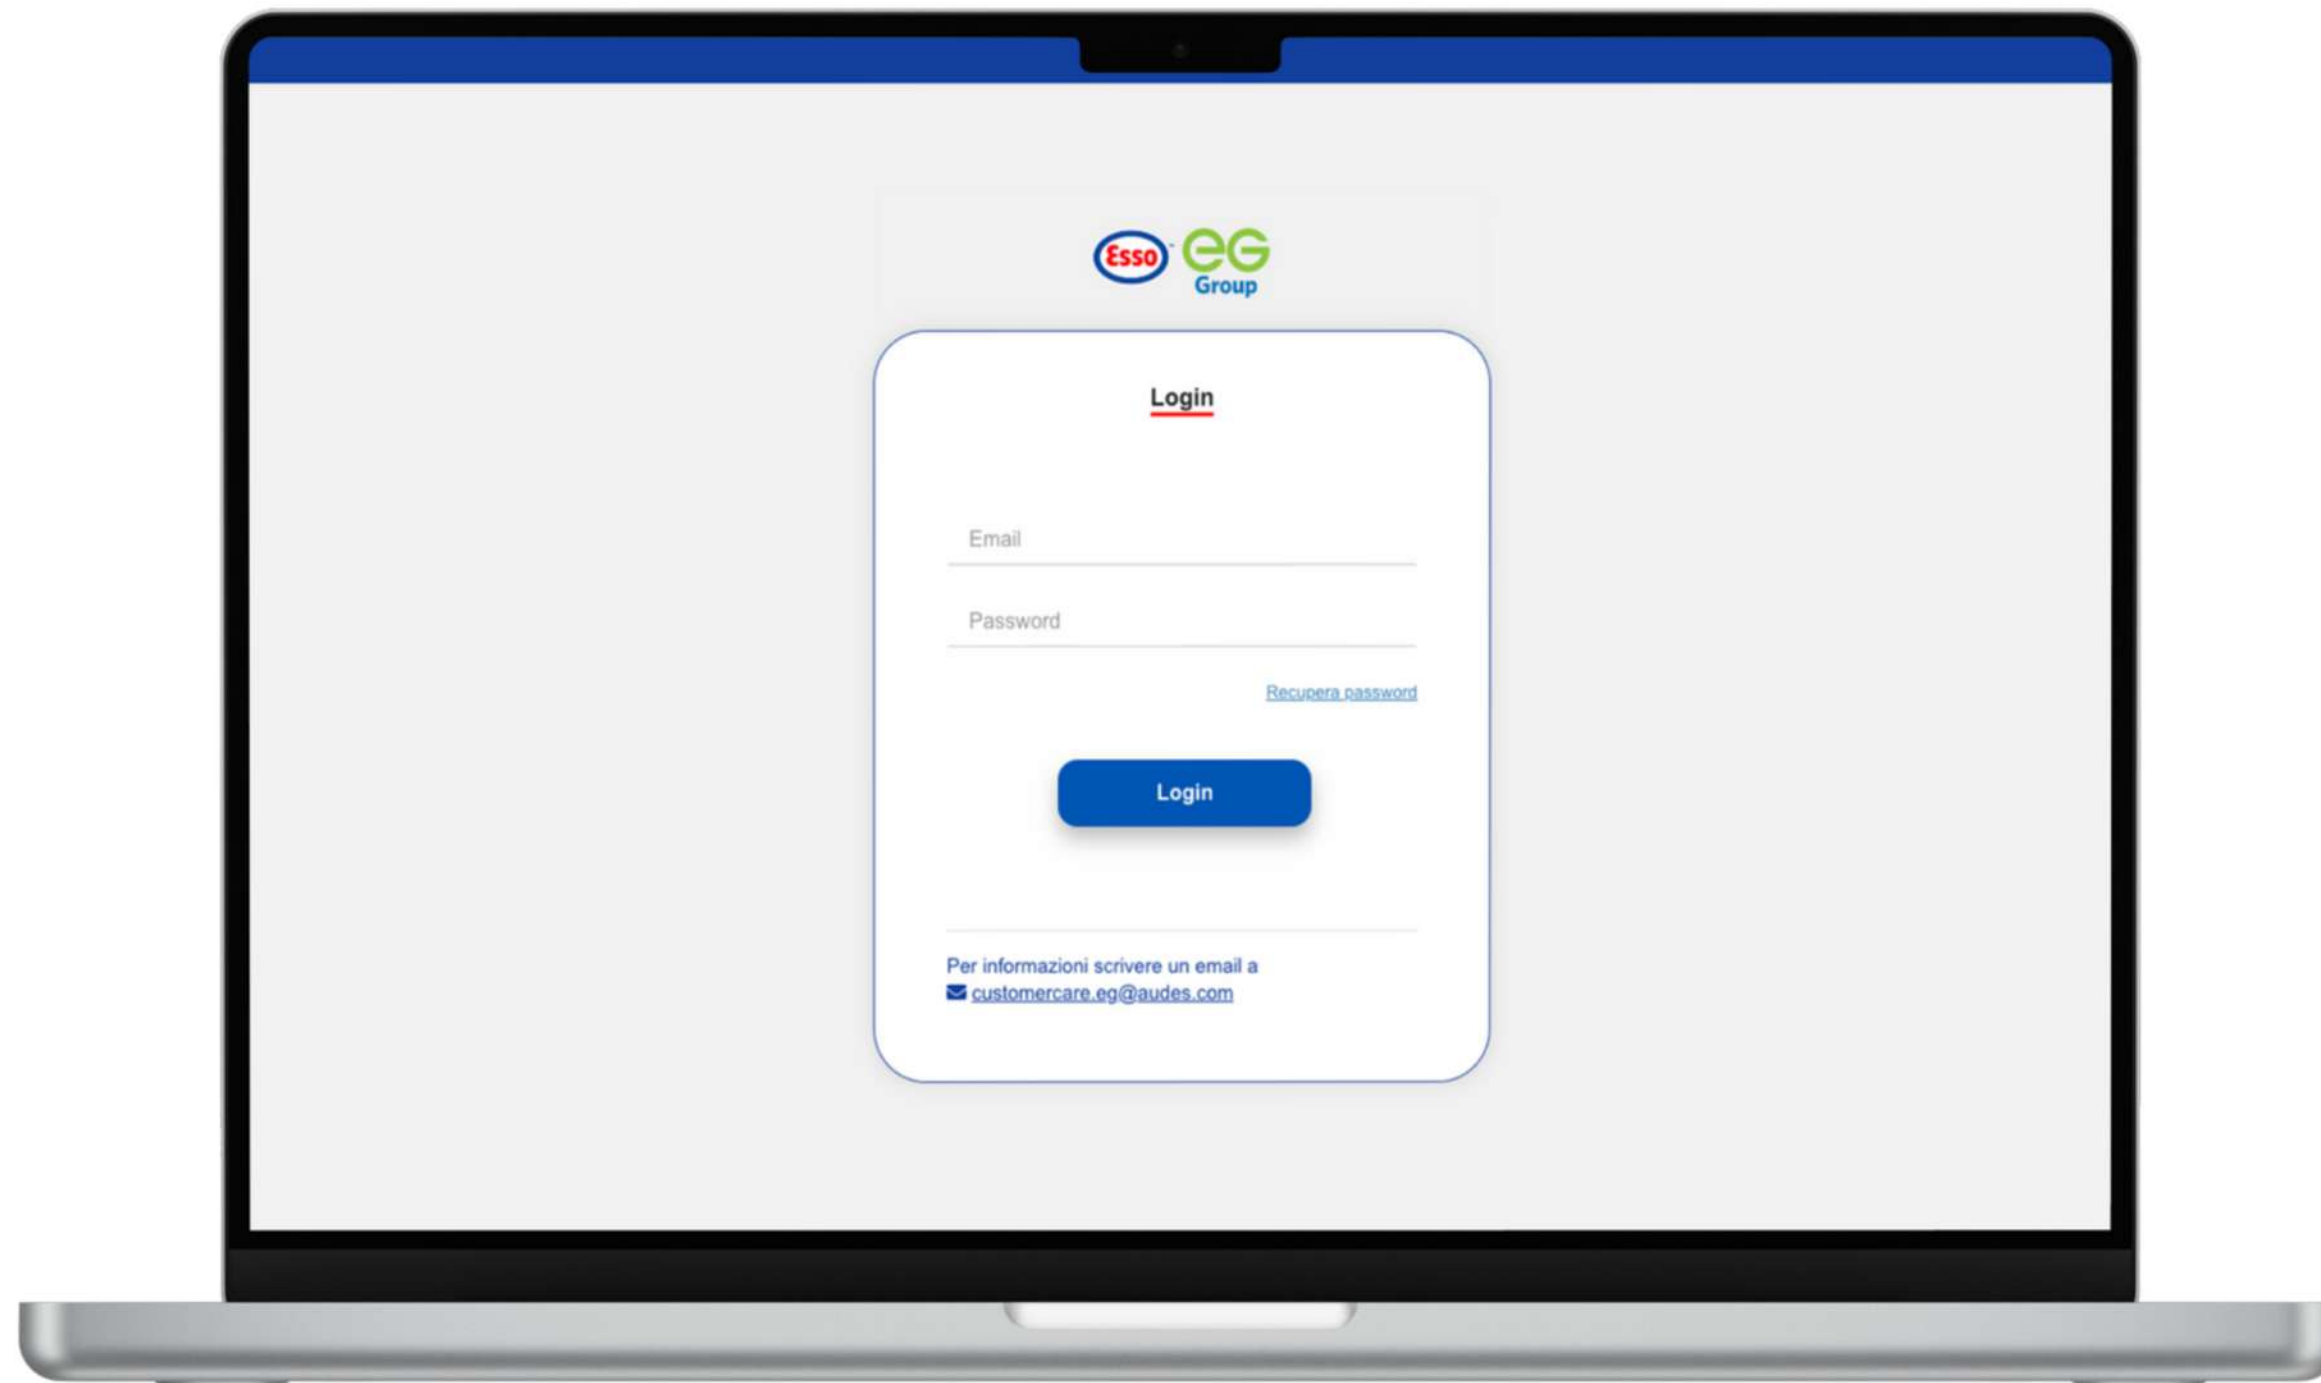 Esso
eG
Group
Login
Email
Password
Recupera password
Login
Per informazioni scrivere un email a
customercare.eg@audes.com